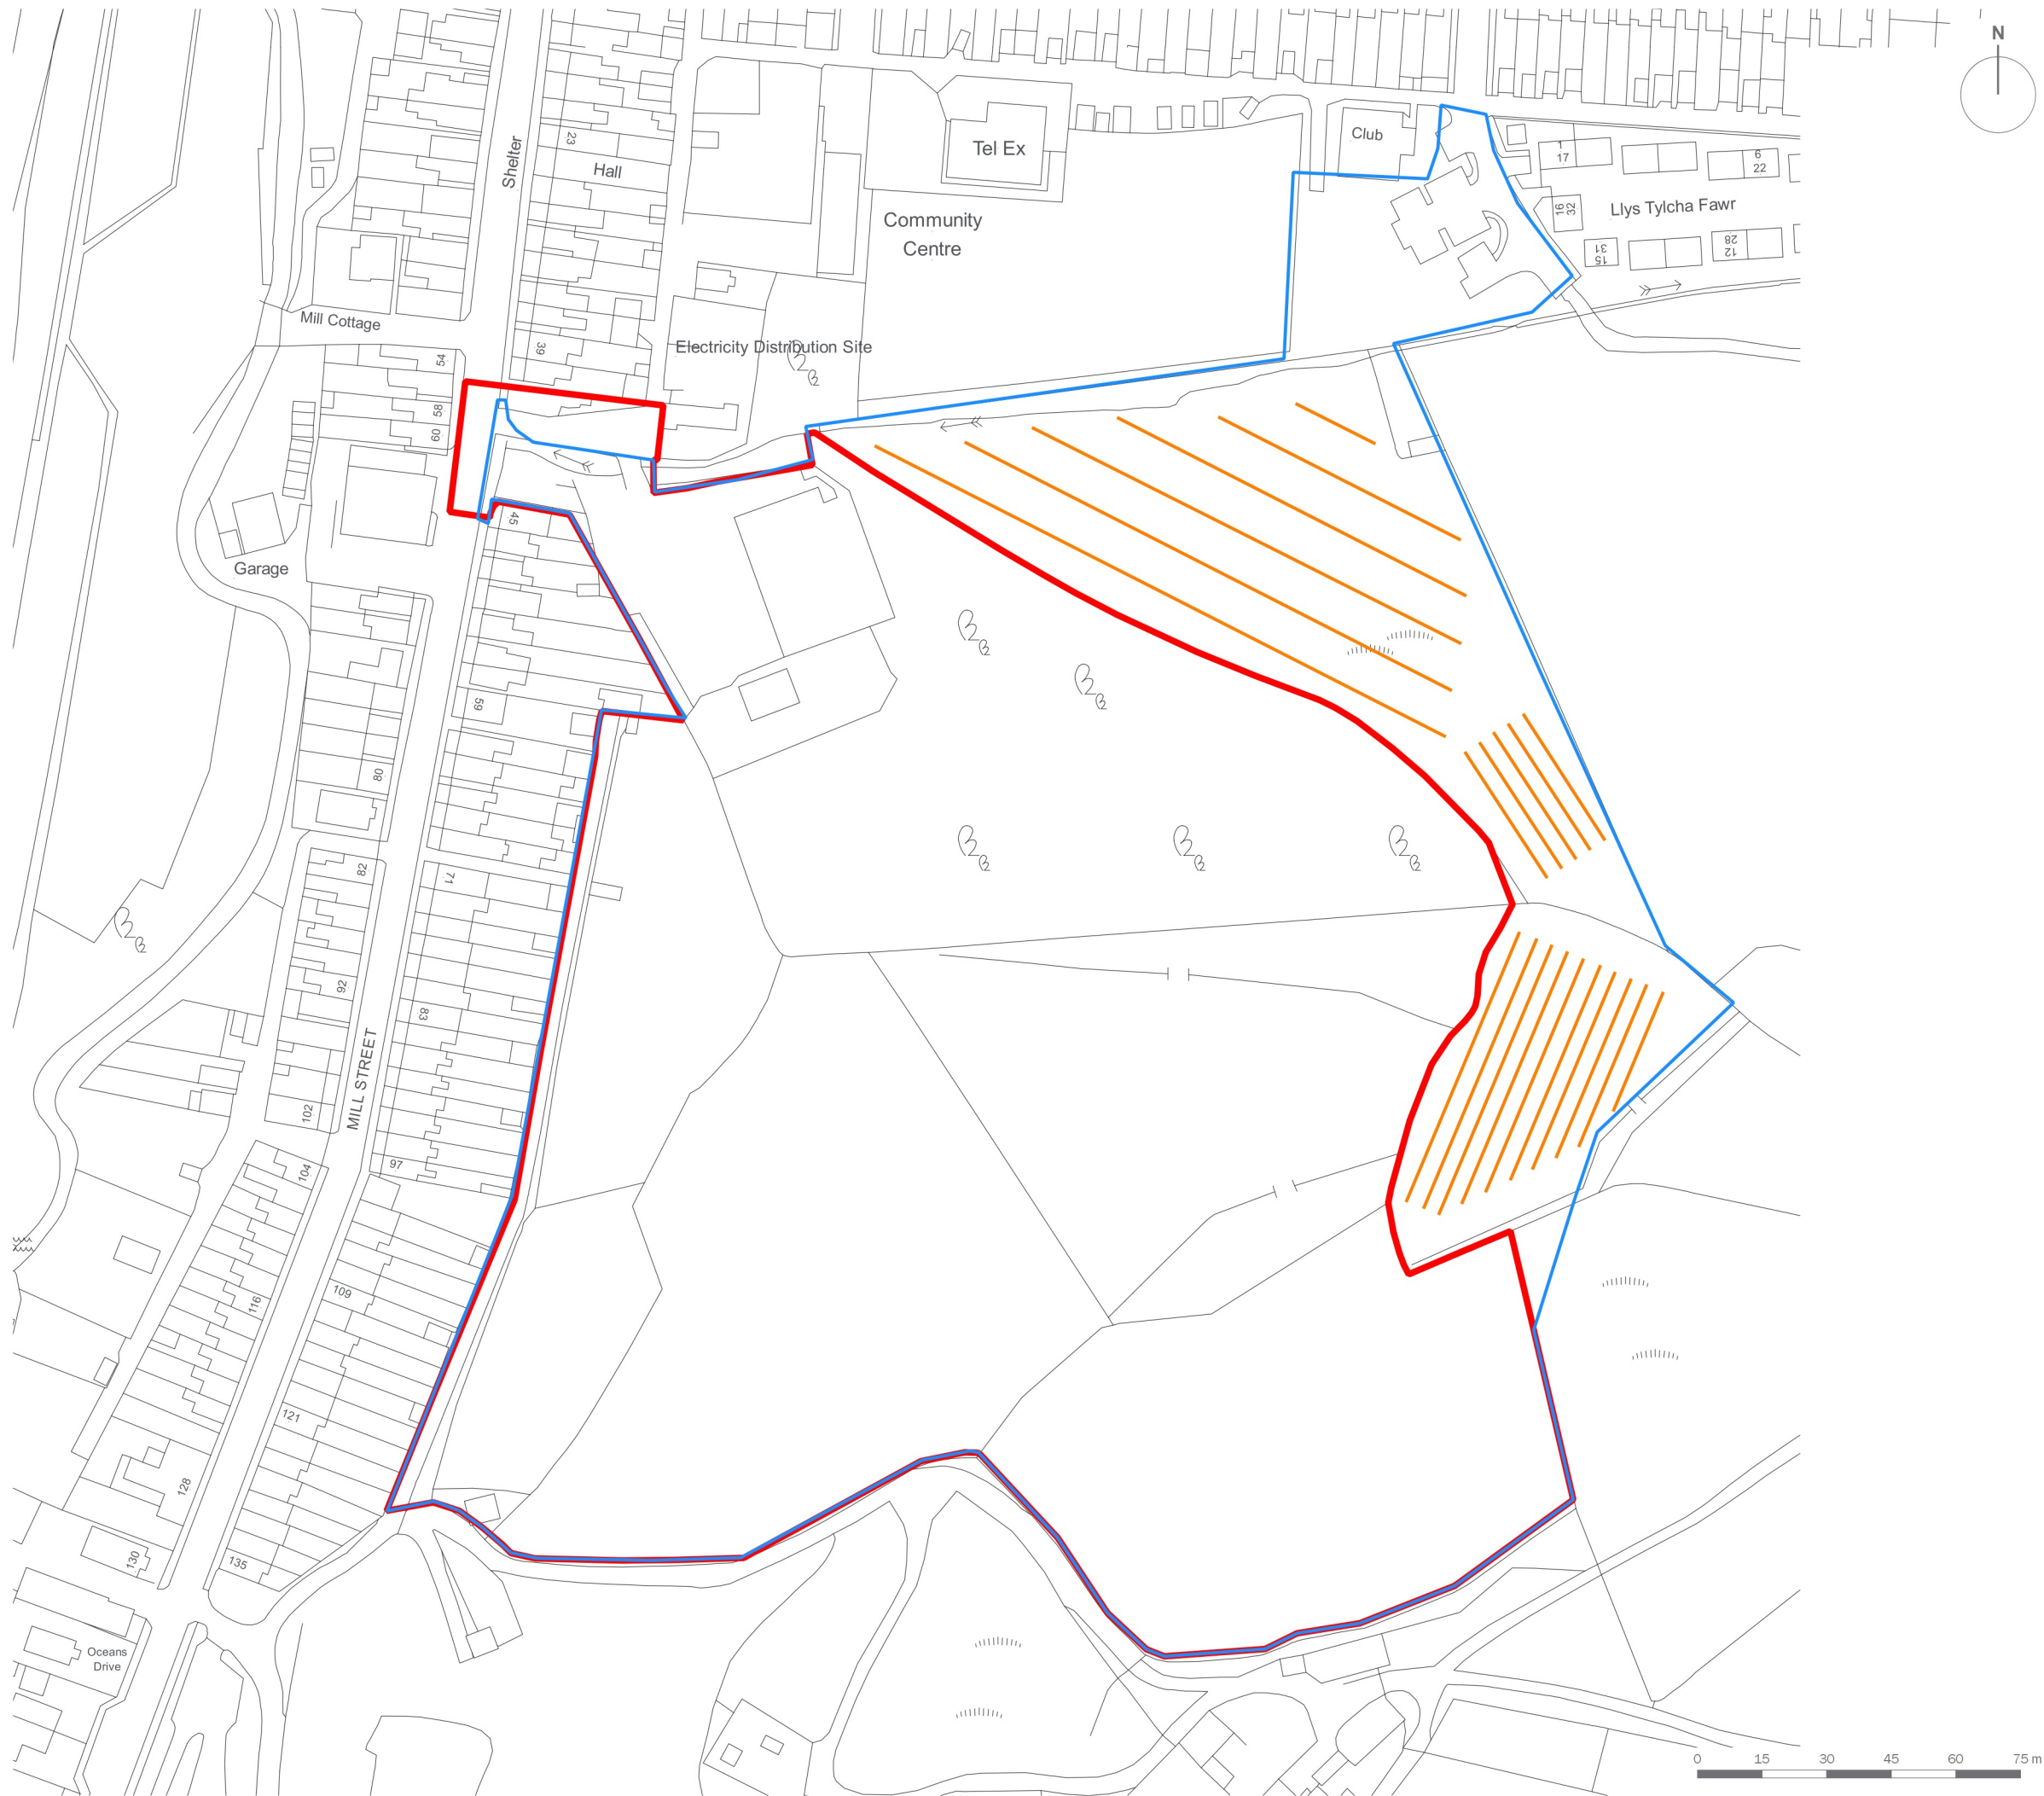 N
Shelter
23
Hall
Tel Ex
Club
1
17
6
22
16
32
Llys Tylcha Fawr
15
31
12
28
Community
Centre
Mill Cottage
39
Electricity Distribution Site
54
58
60
45
Garage
59
80
82
71
92
83
MILL STREET
102
97
104
109
116
121
128
130
135
Oceans
Drive
0 15 30 45 60 75 m